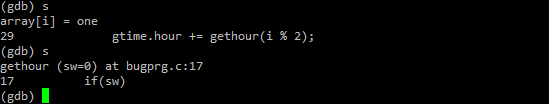 (gdb) s
array[i] = one
29              gtime.hour += gethour(i % 2);
(gdb) s
gethour (sw=0) at bugprg.c:17
17          if(sw)
(gdb)